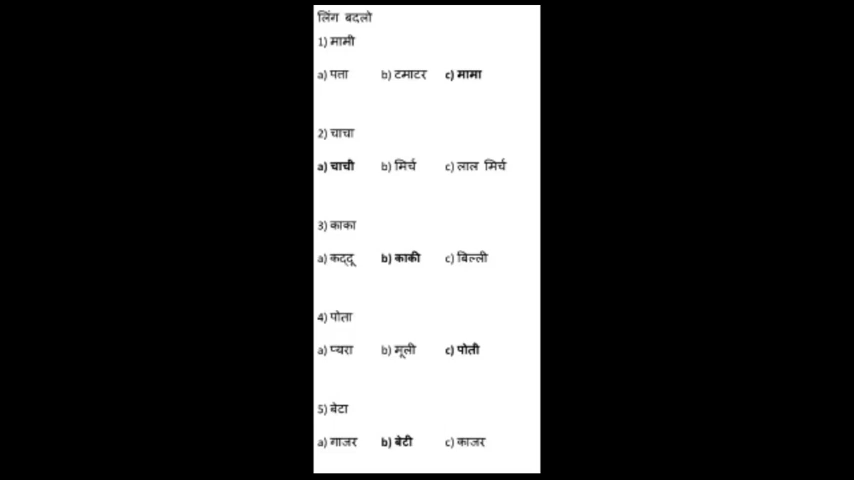 लिंग बदलो
1) मामी
a) पता b) टमाटर c) मामा
2) चाचा
a) चाची b) मिर्च c) लाल मिर्च
3) काका
a) कद्दू b) काकी c) बिल्ली
4) पोता
a) प्यरा b) मूली c) पोती
5) बेटा
a) गाजर b) बेटी c) काजर